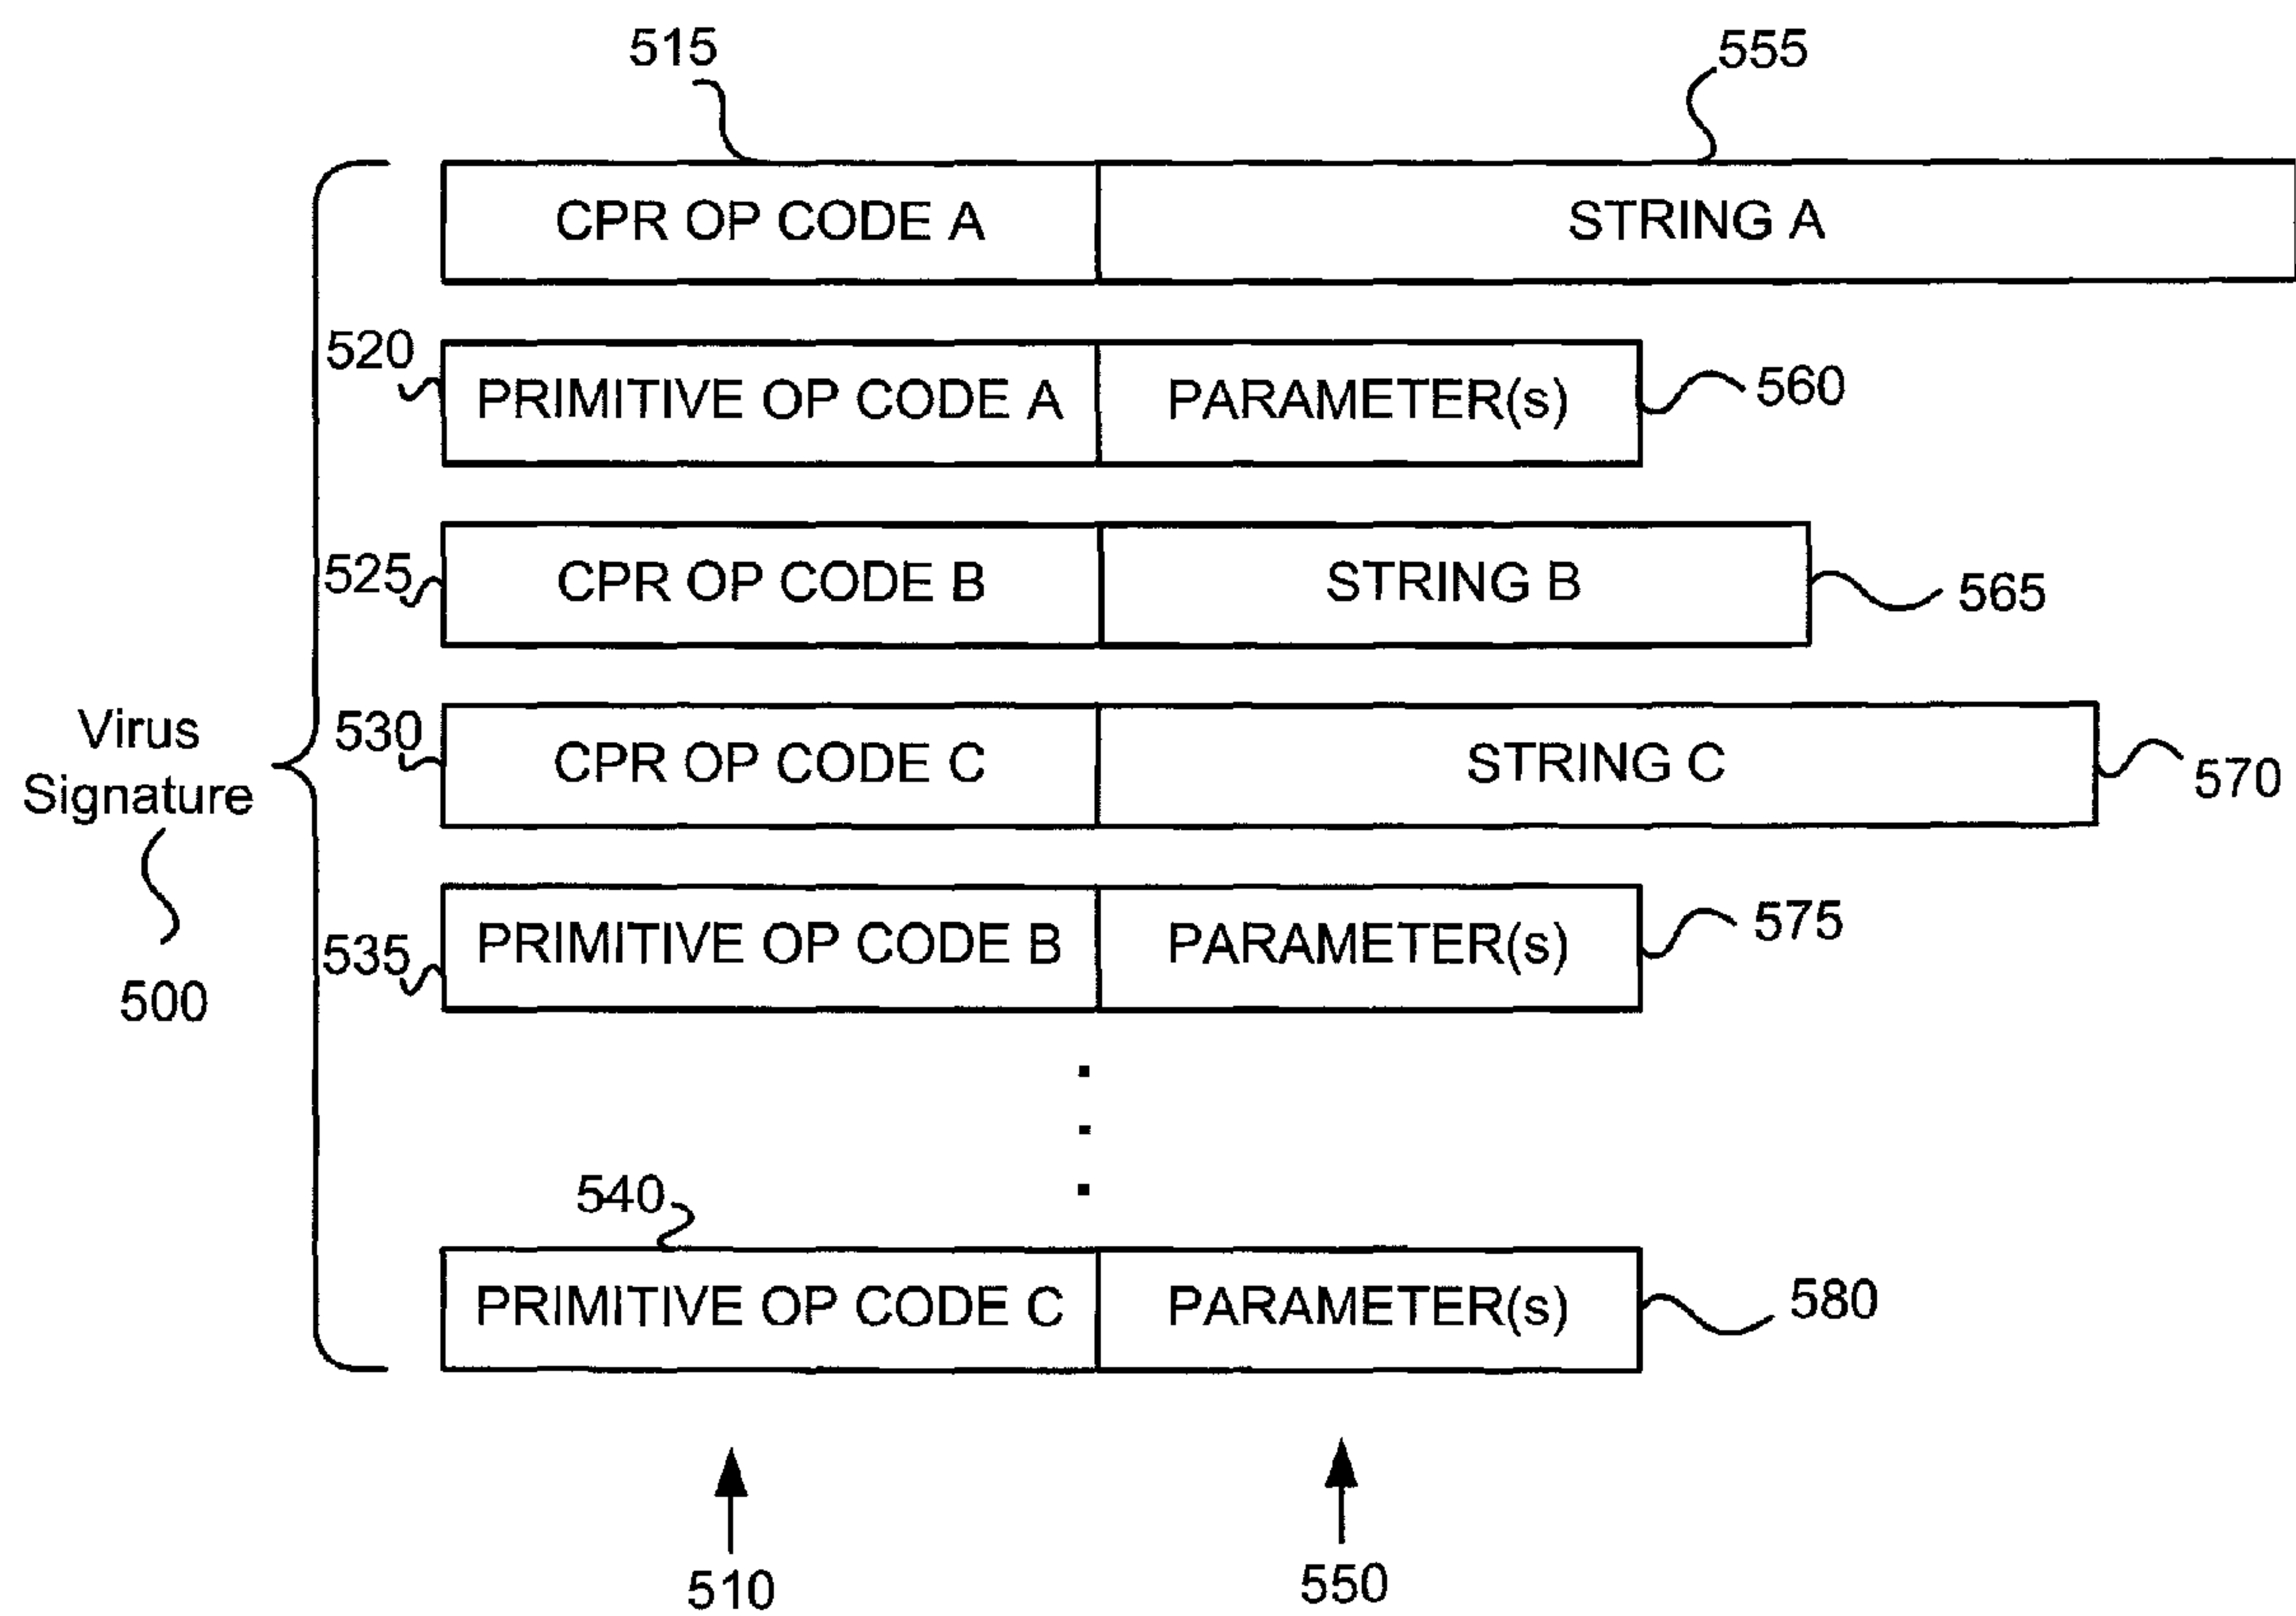 515
555
CPR OP CODE A STRING A
520
PRIMITIVE OP CODE A PARAMETER(s)
560
525
CPR OP CODE B STRING B
565
Virus
Signature
500
530
CPR OP CODE C STRING C
570
535
PRIMITIVE OP CODE B PARAMETER(s)
575
540
PRIMITIVE OP CODE C PARAMETER(s)
580
510
550